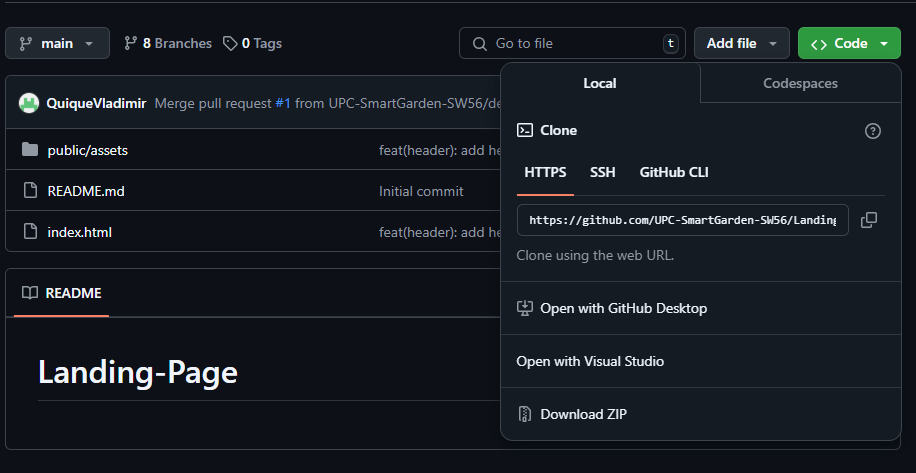 main 8 Branches 0 Tags Go to file t Add file <> Code
Local Codespaces
QuiqueVladimir Merge pull request #1 from UPC-SmartGarden-SW56/de
Clone
public/assets feat(header): add he
HTTPS SSH GitHub CLI
README.md Initial commit
https://github.com/UPC-SmartGarden-SW56/Landing
index.html feat(header): add he
Clone using the web URL.
README
Open with GitHub Desktop
Open with Visual Studio
Landing-Page
Download ZIP